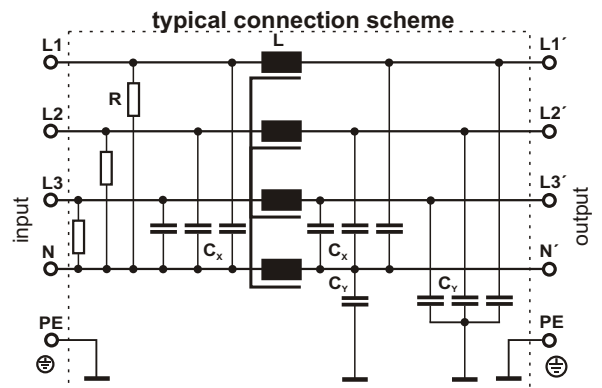 typical connection scheme
L1
L
L1´
R
L2
L2´
L3
L3´
input
output
N
Cx
Cx
N´
CY
CY
PE
PE